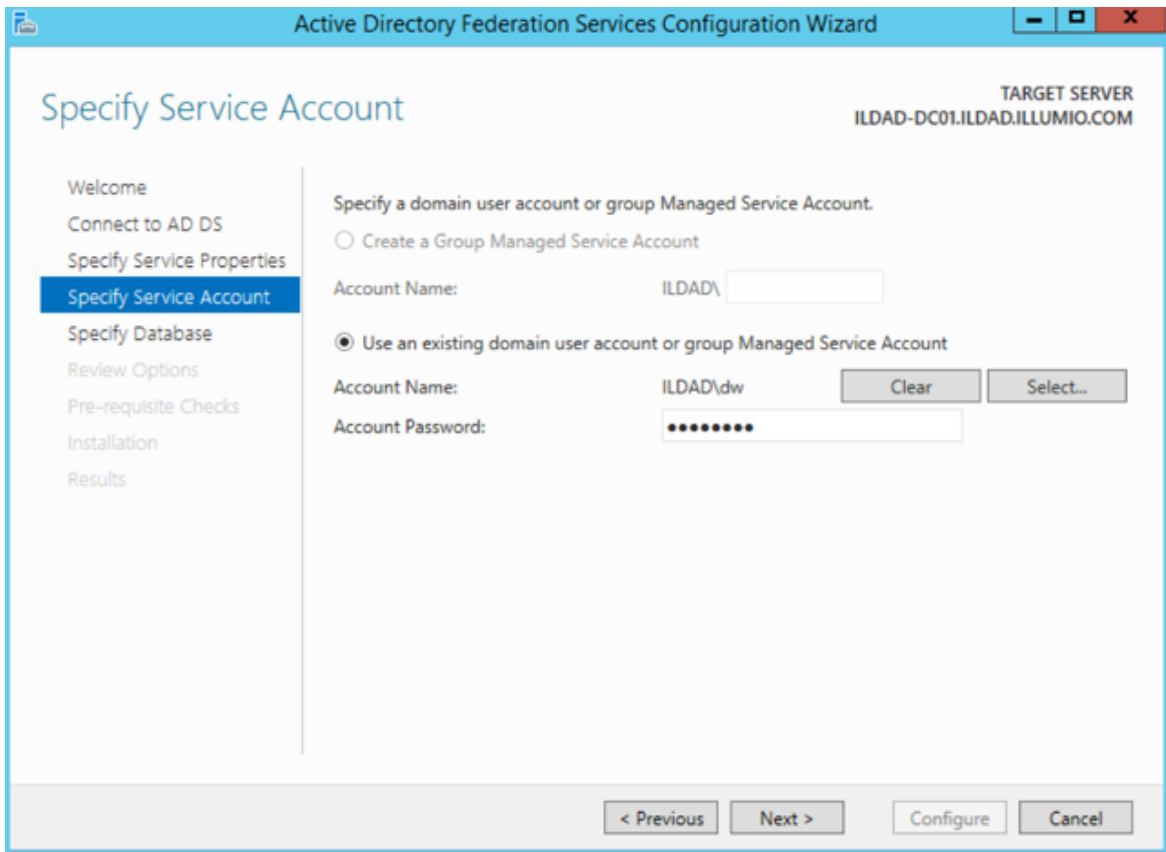 Active Directory Federation Services Configuration Wizard
Specify Service Account
TARGET SERVER
ILDAD-DC01.ILDAD.ILLUMIO.COM
Welcome
Connect to AD DS
Specify Service Properties
Specify Service Account
Specify Database
Review Options
Pre-requisite Checks
Installation
Results
Specify a domain user account or group Managed Service Account.
Create a Group Managed Service Account
Account Name: ILDAD\
Use an existing domain user account or group Managed Service Account
Account Name: ILDAD\dw Clear Select...
Account Password: ••••••••
< Previous Next > Configure Cancel